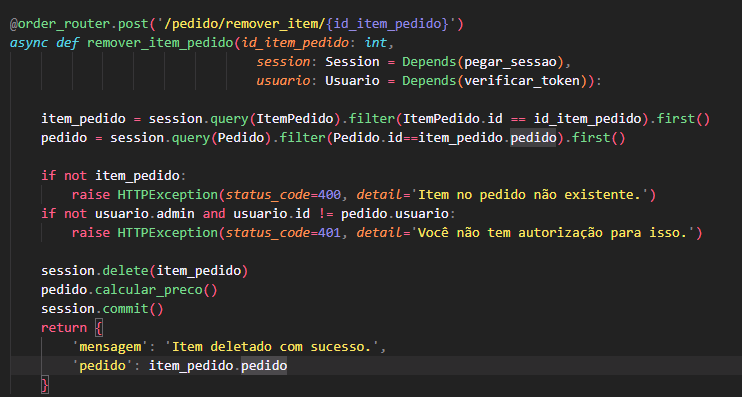 @order_router.post('/pedido/remover_item/{id_item_pedido}')
async def remover_item_pedido(id_item_pedido: int,
session: Session = Depends(pegar_sessao),
usuario: Usuario = Depends(verificar_token)):
item_pedido = session.query(ItemPedido).filter(ItemPedido.id == id_item_pedido).first()
pedido = session.query(Pedido).filter(Pedido.id==item_pedido.pedido).first()
if not item_pedido:
raise HTTPException(status_code=400, detail='Item no pedido não existente.')
if not usuario.admin and usuario.id != pedido.usuario:
raise HTTPException(status_code=401, detail='Você não tem autorização para isso.')
session.delete(item_pedido)
pedido.calcular_preco()
session.commit()
return {
'mensagem': 'Item deletado com sucesso.',
'pedido': item_pedido.pedido
}